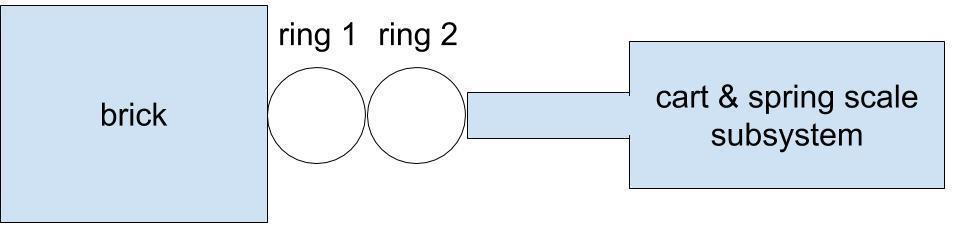 ring 1 ring 2
brick
cart & spring scale
subsystem